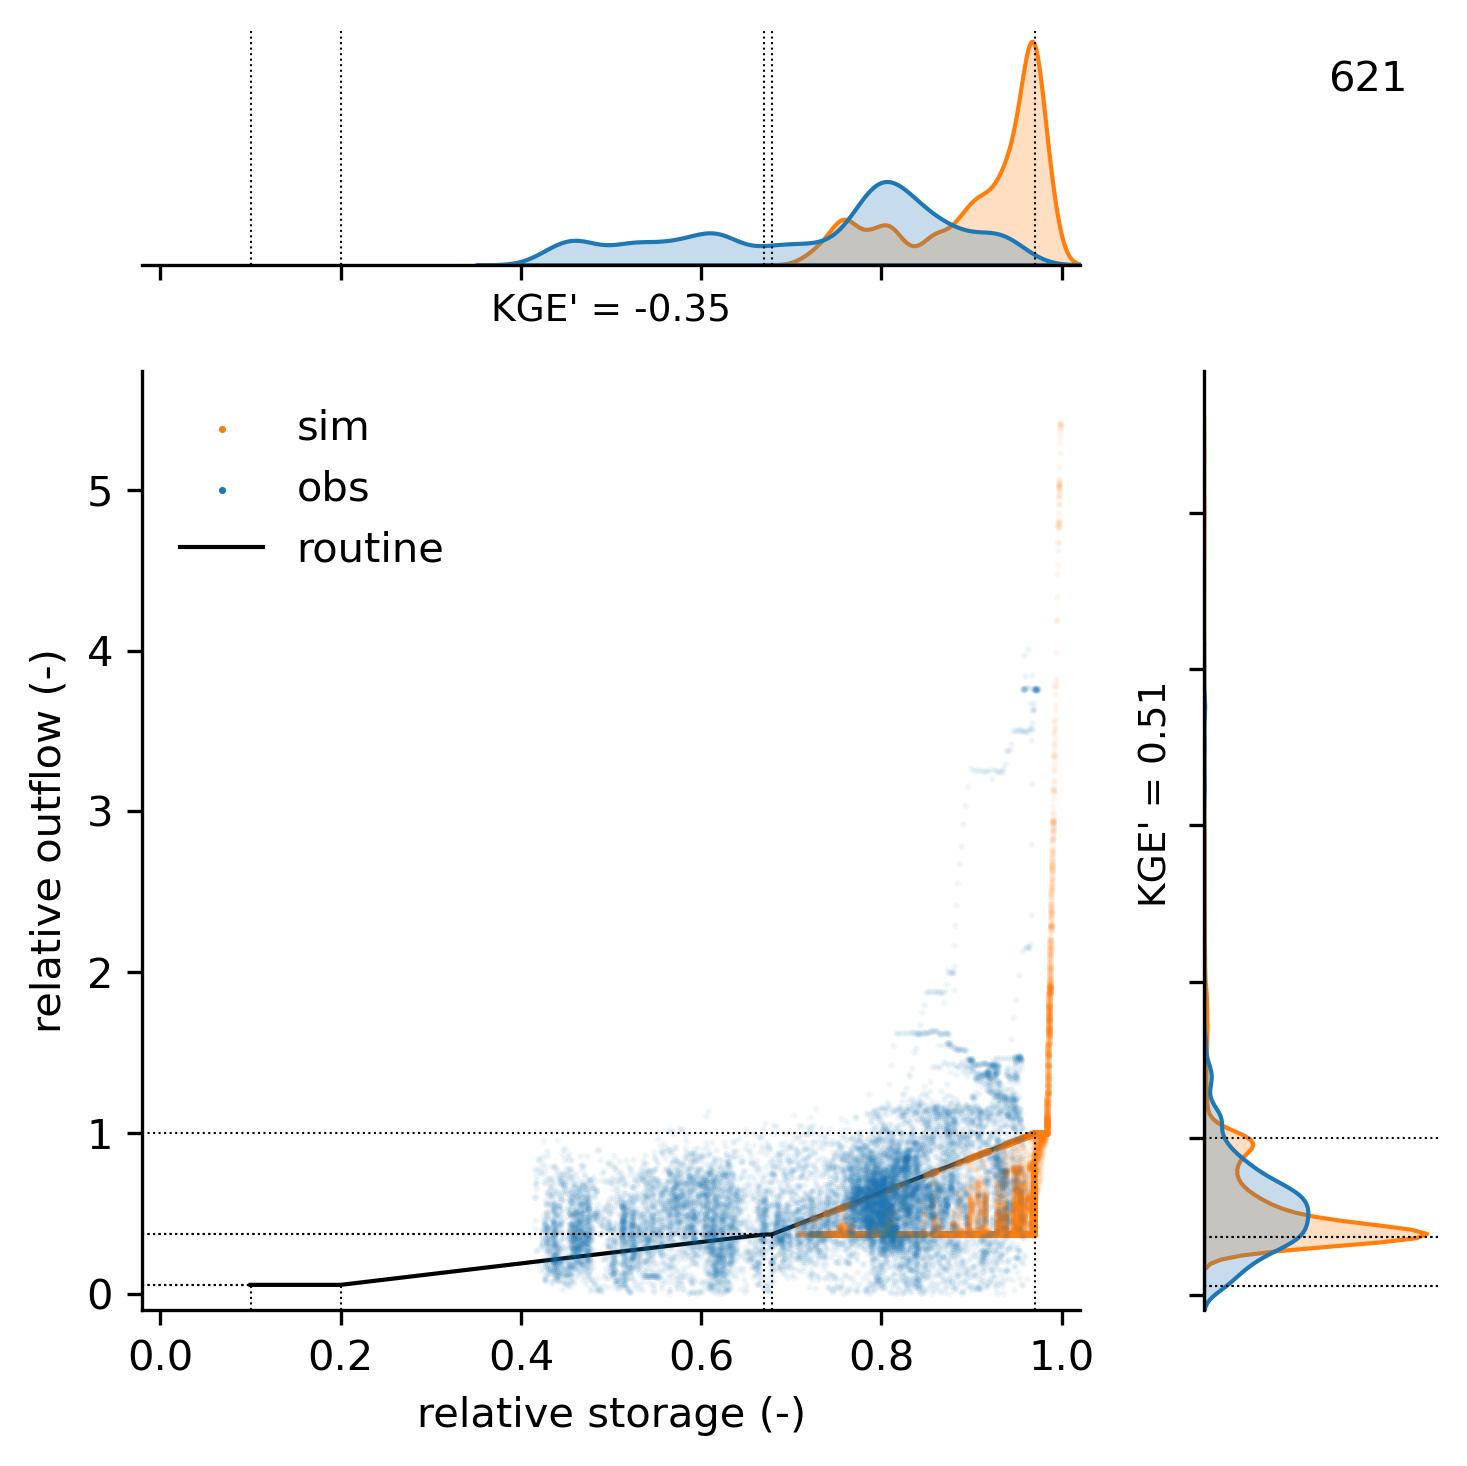 621
KGE' = -0.35
sim
obs
routine
5
4
3
2
1
0
relative outflow (-)
KGE' = 0.51
0.0 0.2 0.4 0.6 0.8 1.0
relative storage (-)